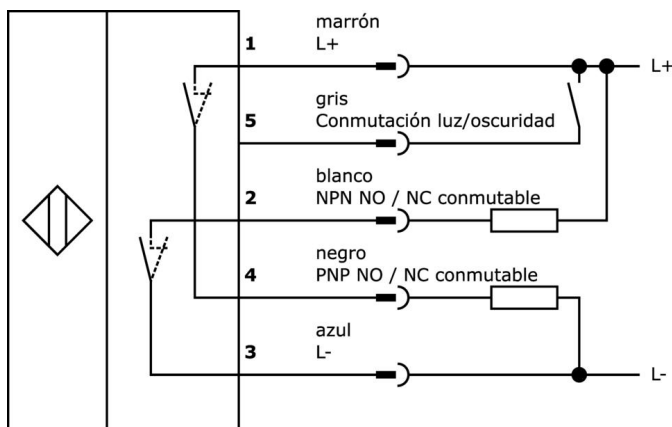 marrón
1 L+
L+
gris
5 Conmutación luz/oscuridad
blanco
2 NPN NO / NC conmutable
negro
4 PNP NO / NC conmutable
azul
3 L-
L-